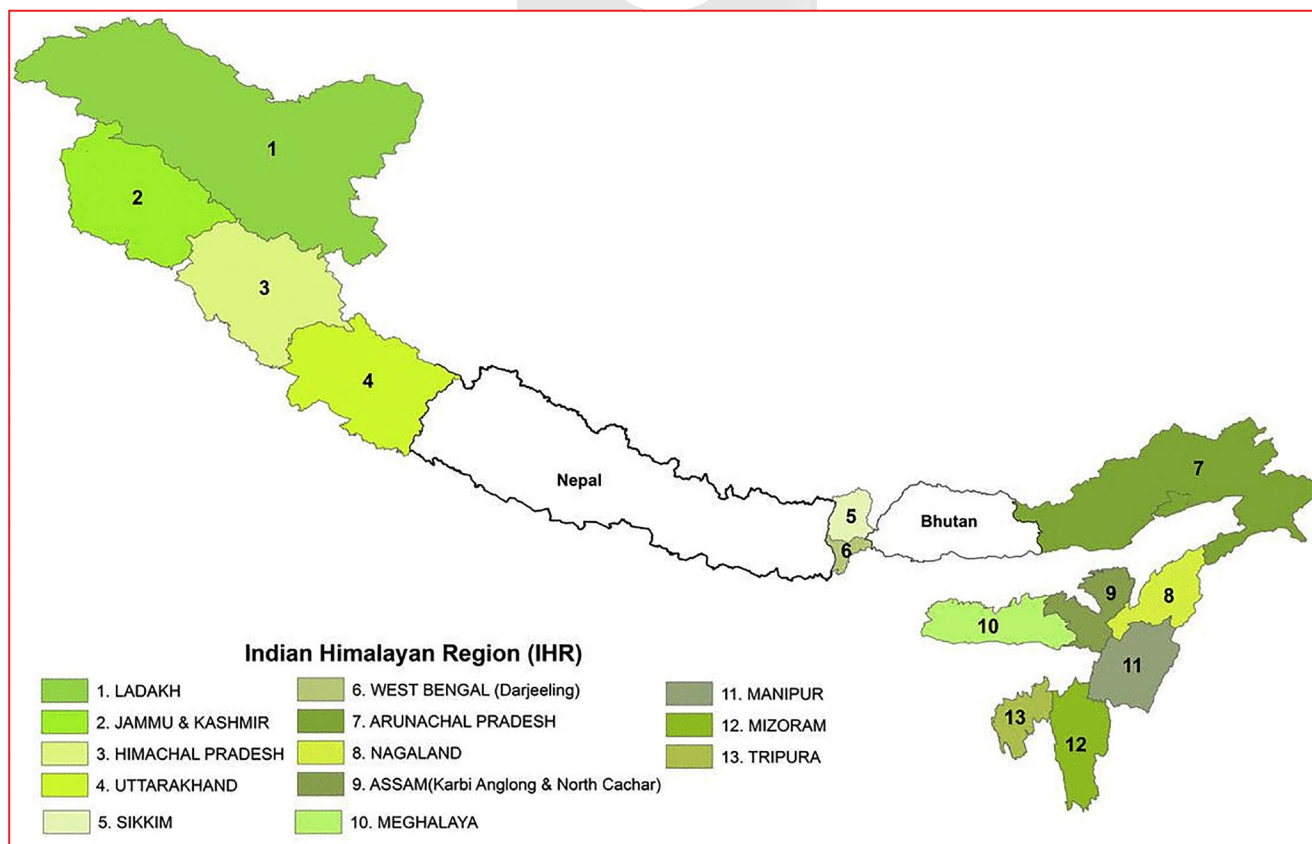 1
2
3
4
Nepal
5
6
Bhutan
7
8
9
10
11
12
13
Indian Himalayan Region (IHR)
1. LADAKH
2. JAMMU & KASHMIR
3. HIMACHAL PRADESH
4. UTTARAKHAND
5. SIKKIM
6. WEST BENGAL (Darjeeling)
7. ARUNACHAL PRADESH
8. NAGALAND
9. ASSAM(Karbi Anglong & North Cachar)
10. MEGHALAYA
11. MANIPUR
12. MIZORAM
13. TRIPURA